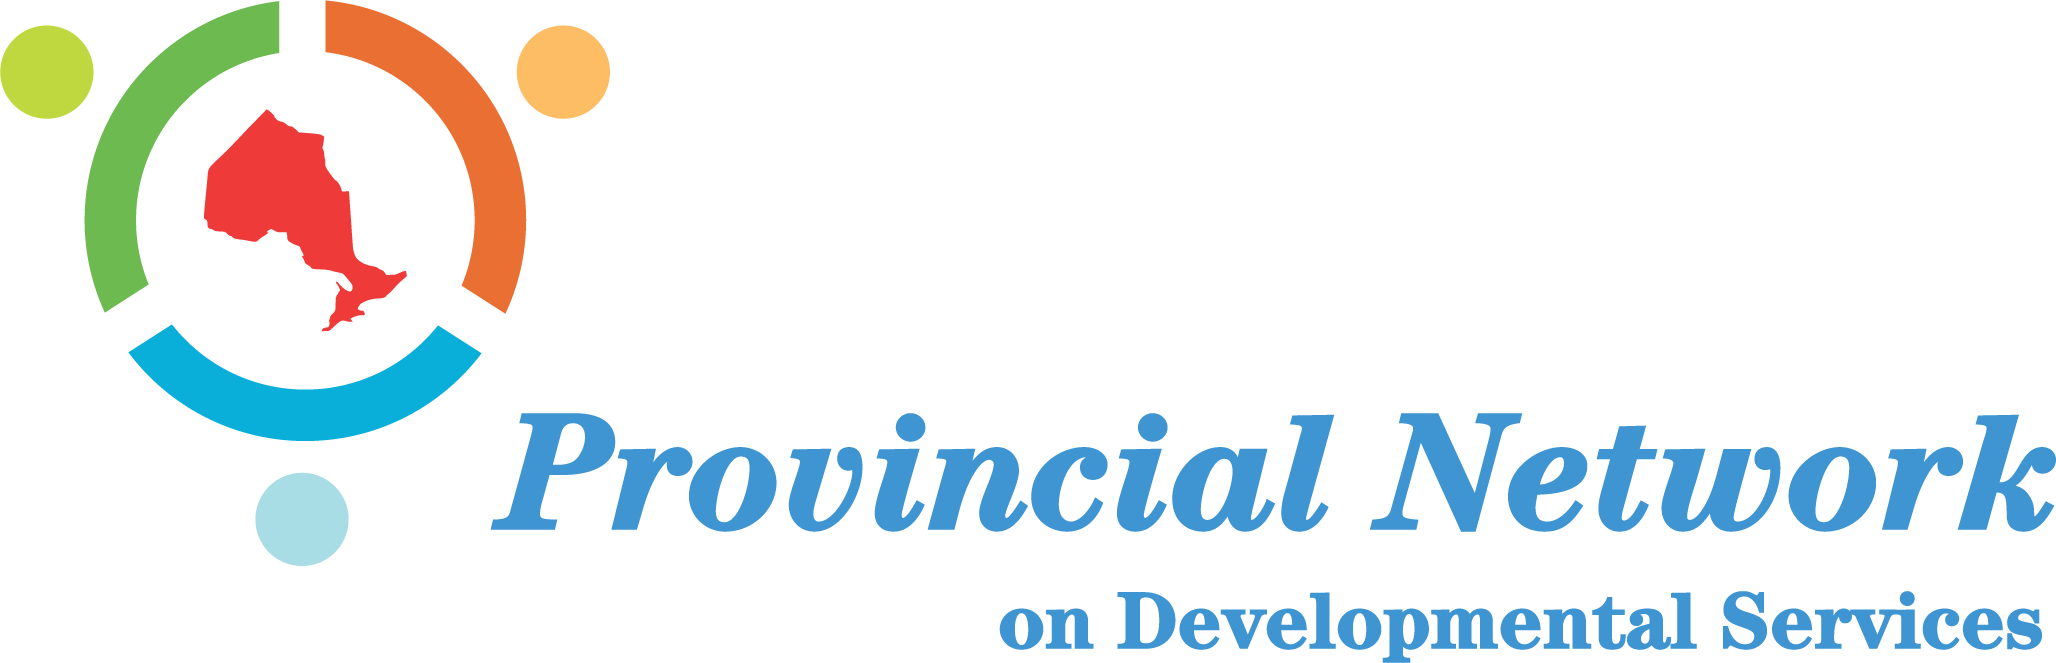 Provincial Network
on Developmental Services